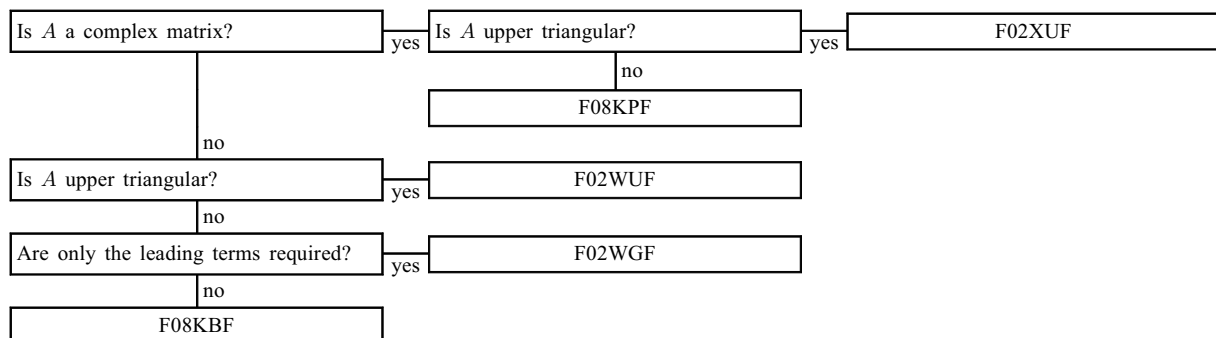 Is A a complex matrix?
yes
Is A upper triangular?
yes
F02XUF
no
F08KPF
no
Is A upper triangular?
yes
F02WUF
no
Are only the leading terms required?
yes
F02WGF
no
F08KBF